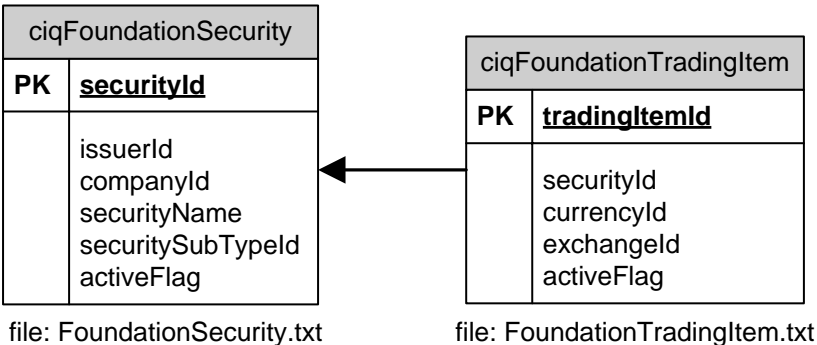 ciqFoundationSecurity
PK securityId
issuerId
companyId
securityName
securitySubTypeId
activeFlag
file: FoundationSecurity.txt
ciqFoundationTradingItem
PK tradingItemId
securityId
currencyId
exchangeId
activeFlag
file: FoundationTradingItem.txt